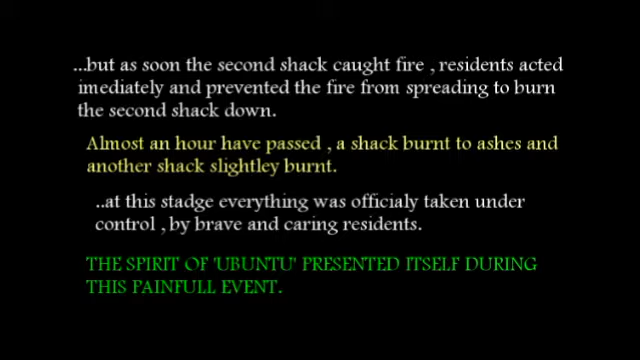 ...but as soon the second shack caught fire , residents acted
imediately and prevented the fire from spreading to burn
the second shack down.
Almost an hour have passed , a shack burnt to ashes and
another shack slightley burnt.
..at this stadge everything was officialy taken under
control , by brave and caring residents.
THE SPIRIT OF 'UBUNTU' PRESENTED ITSELF DURING
THIS PAINFULL EVENT.